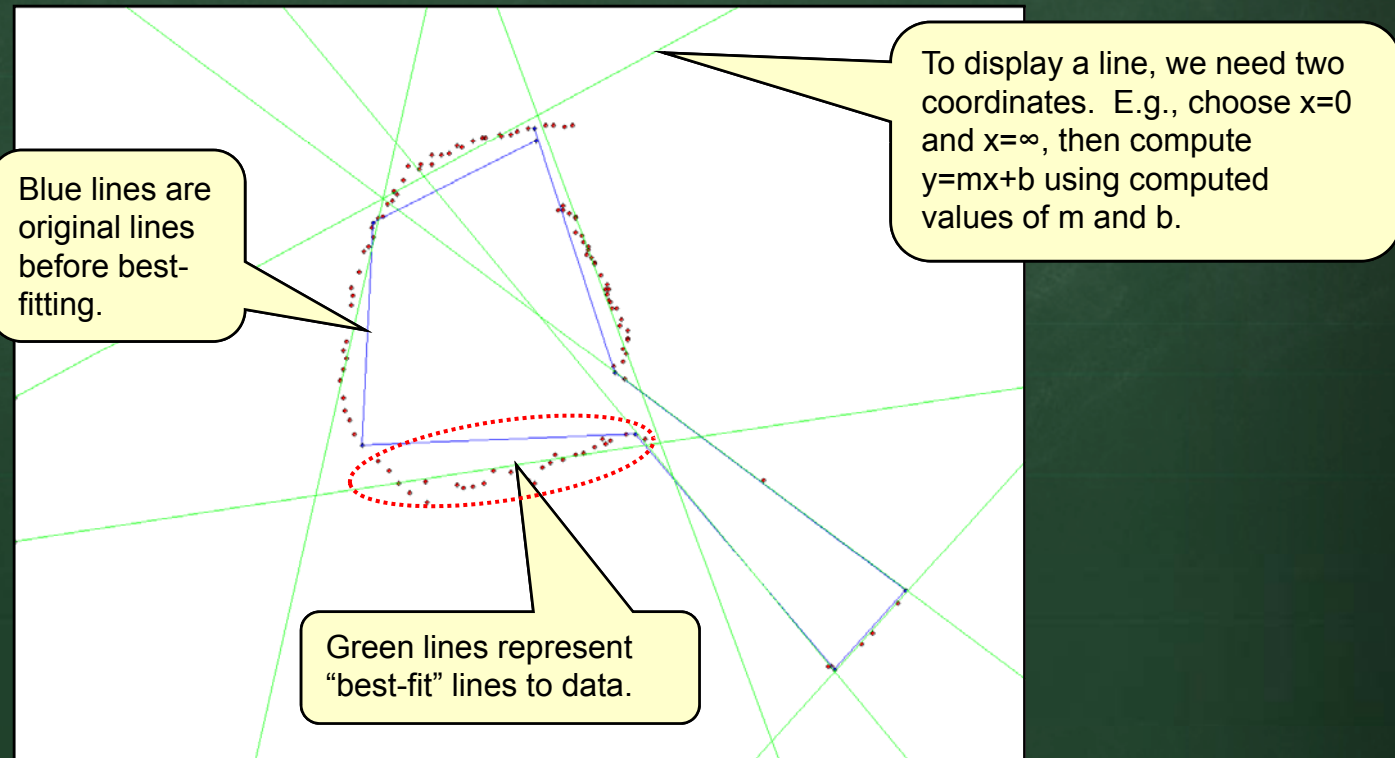 To display a line, we need two
coordinates.  E.g., choose x=0
and x=∞, then compute
y=mx+b using computed
values of m and b.
Blue lines are
original lines
before best-
fitting.
Green lines represent
“best-fit” lines to data.